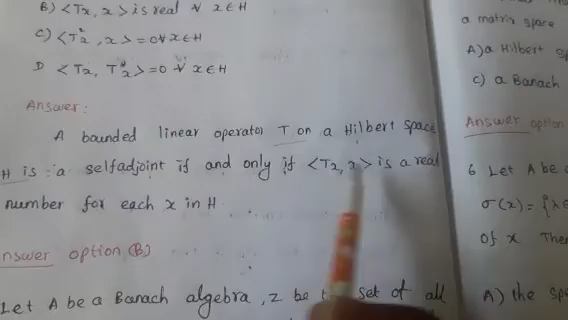 B) <Tx, x> is real ∀ x∈H
C) <T²x, x> = 0 ∀ x∈H
D <Tx, T*x> = 0 ∀ x∈H
Answer:
A bounded linear operator T on a Hilbert space
H is a selfadjoint if and only if <Tx, x> is a real
number for each x in H
nswer option (B)
Let A be a Banach algebra, z be the set of all
a matrix space
A) a Hilbert sp
C) a Banach
Answer option
6 Let A be a
σ(x) = {λ∈
of x Then
A) the spe